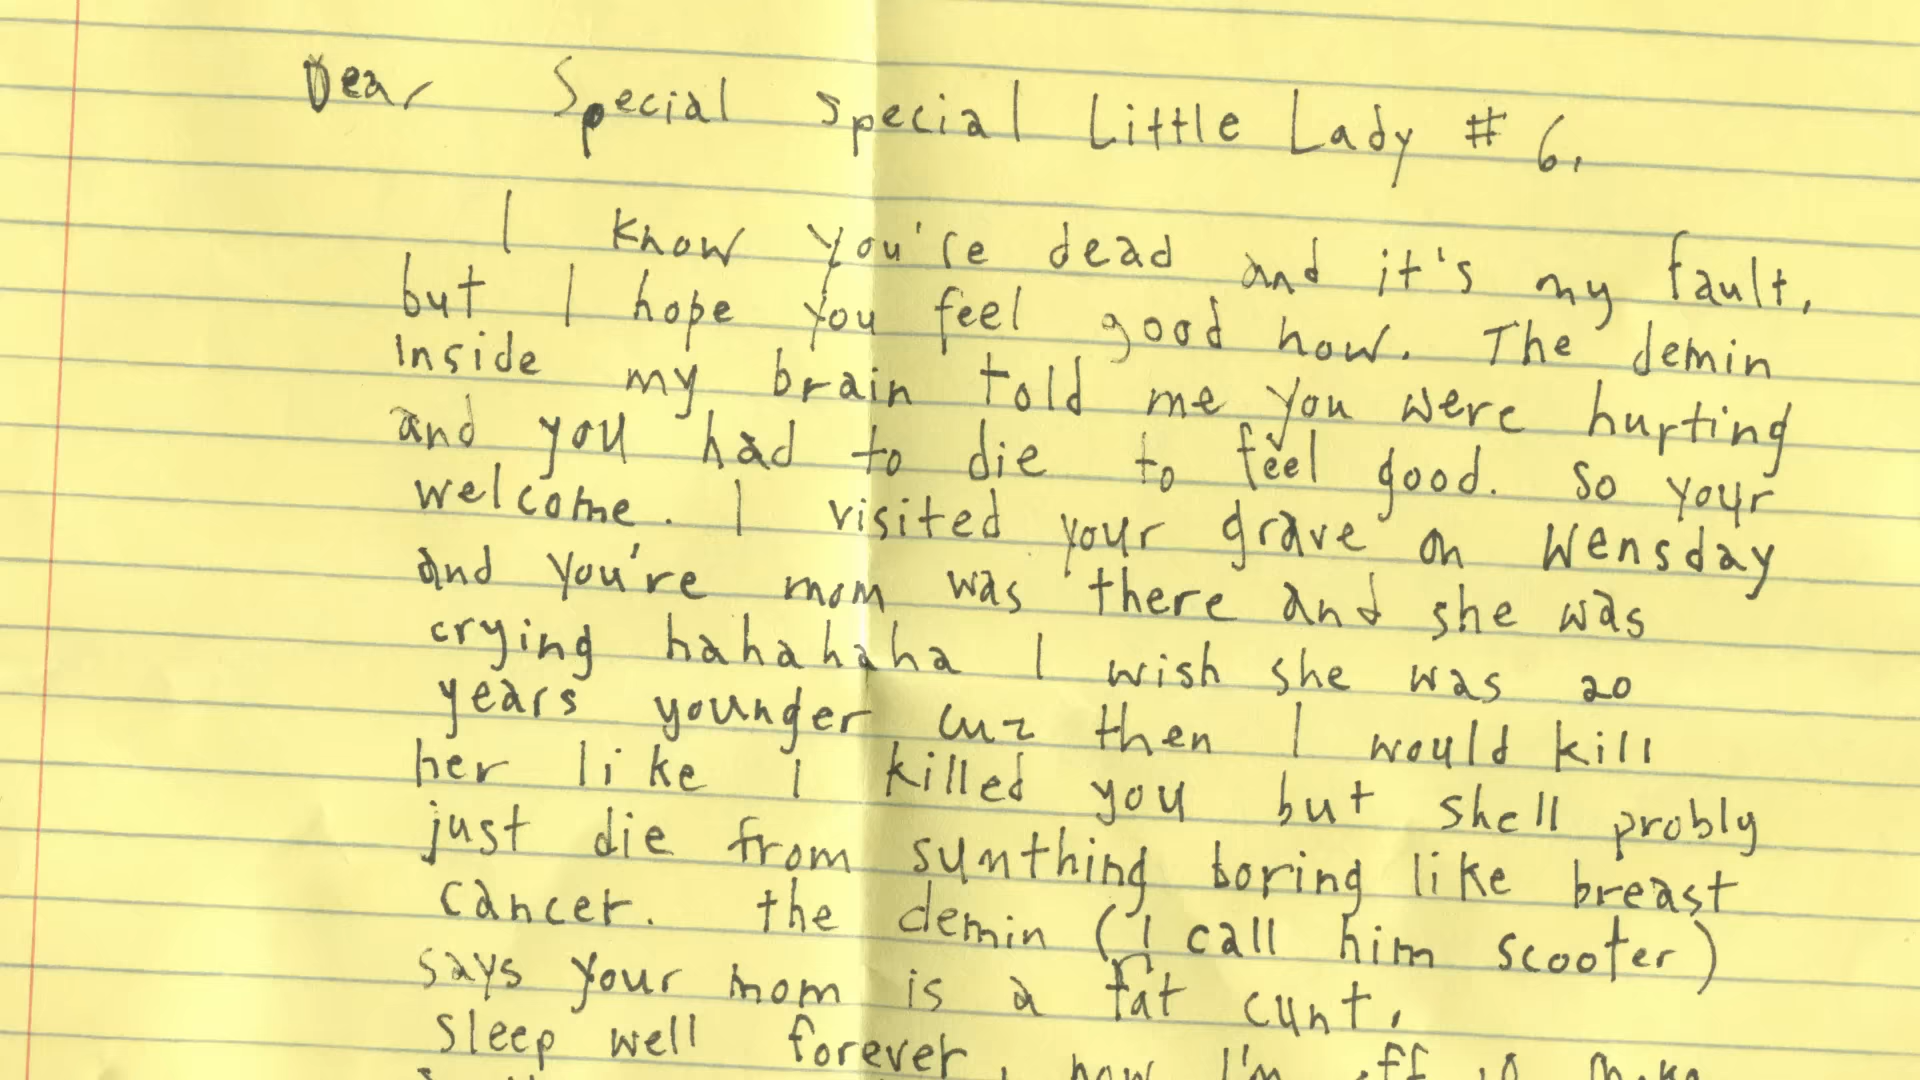 Dear Special Special Little Lady # 6.
I know you're dead and it's my fault,
but I hope you feel good now. The demin
inside my brain told me you were hurting
and you had to die to feel good. So your
welcome. I visited your grave on Wensday
and you're mom was there and she was
crying hahahaha I wish she was 20
years younger cuz then I would kill
her like I killed you but shell probly
just die from sumthing boring like breast
cancer. the demin (I call him scooter)
says your mom is a fat cunt.
Sleep well forever, now I'm off